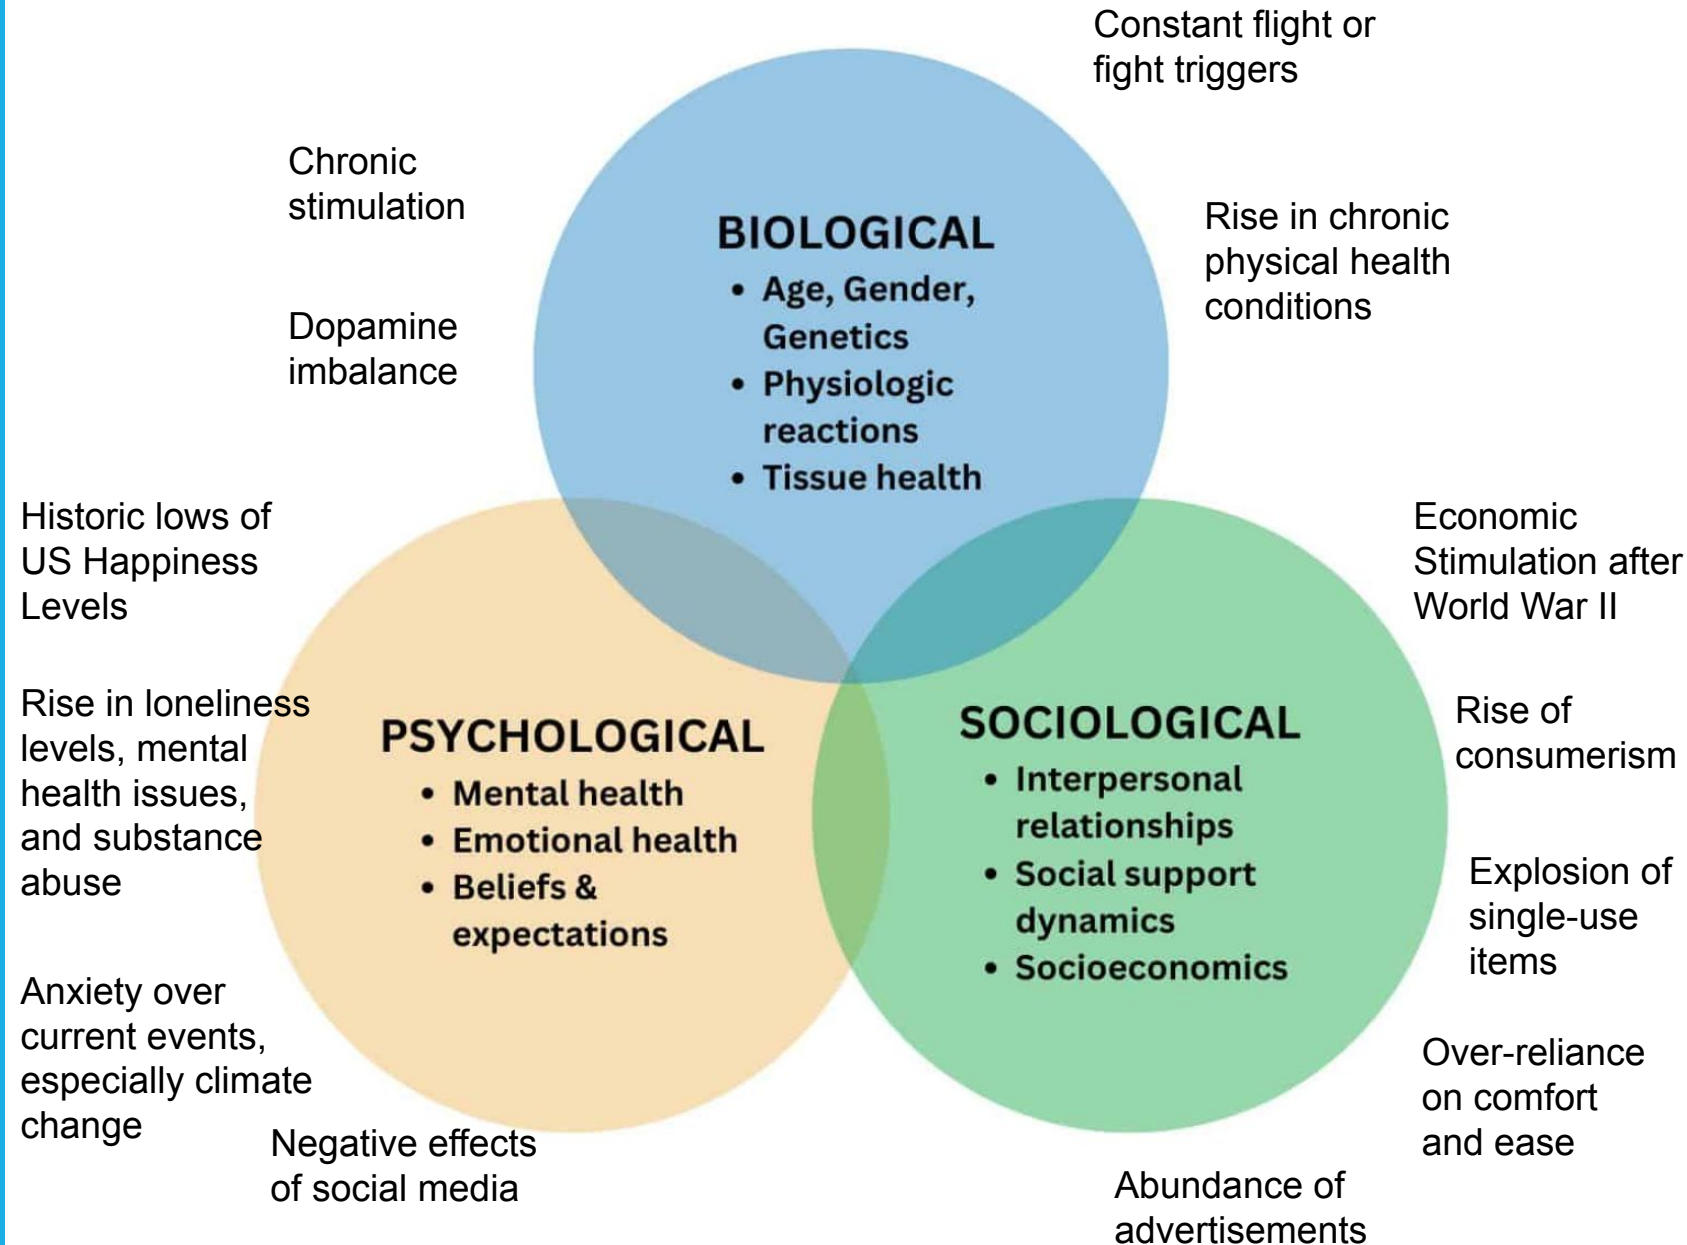 Constant flight or
fight triggers
Chronic
stimulation
Rise in chronic
physical health
conditions
Dopamine
imbalance
BIOLOGICAL
• Age, Gender,
Genetics
• Physiologic
reactions
• Tissue health
Historic lows of
US Happiness
Levels
Rise in loneliness
levels, mental
health issues,
and substance
abuse
Anxiety over
current events,
especially climate
change
Negative effects
of social media
PSYCHOLOGICAL
• Mental health
• Emotional health
• Beliefs &
expectations
SOCIOLOGICAL
• Interpersonal
relationships
• Social support
dynamics
• Socioeconomics
Economic
Stimulation after
World War II
Rise of
consumerism
Explosion of
single-use
items
Over-reliance
on comfort
and ease
Abundance of
advertisements